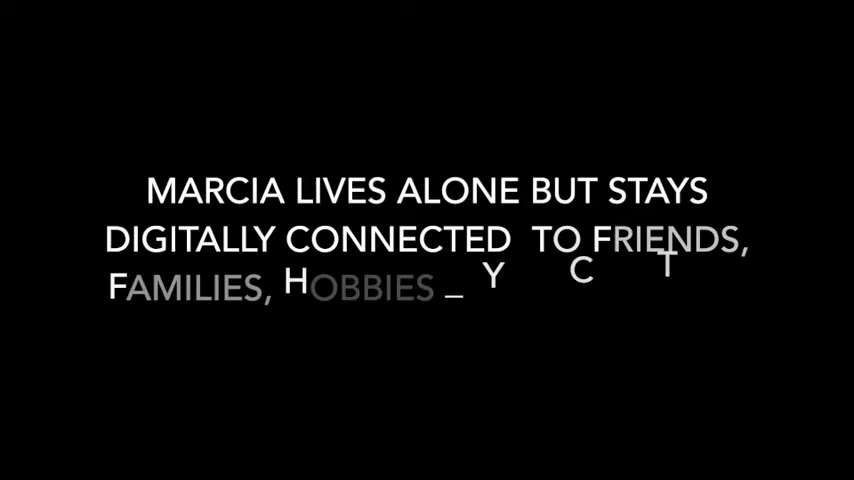 MARCIA LIVES ALONE BUT STAYS
DIGITALLY CONNECTED TO FRIENDS,
FAMILIES, HOBBIES _ Y C T